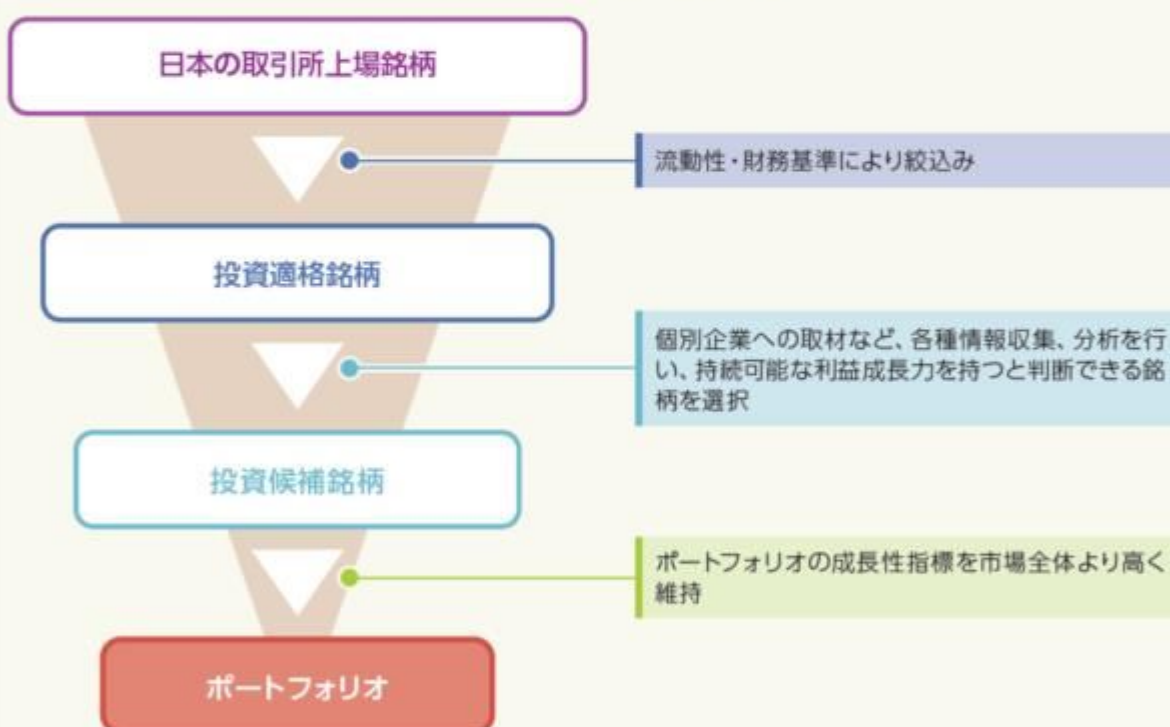 日本の取引所上場銘柄
流動性・財務基準により絞込み
投資適格銘柄
個別企業への取材など、各種情報収集、分析を行
い、持続可能な利益成長力を持つと判断できる銘
柄を選択
投資候補銘柄
ポートフォリオの成長性指標を市場全体より高く
維持
ポートフォリオ